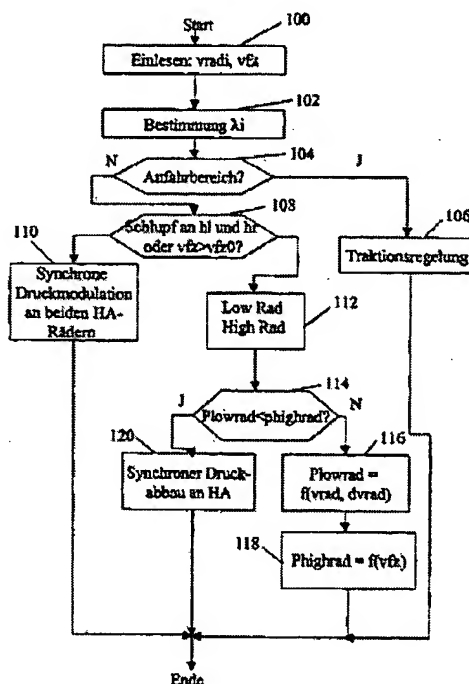 Start
100
Einlesen: vradi, vfz
102
Bestimmung λi
104
N
J
Anfahrbereich?
108
106
110
Schlupf an hl und hr
oder vfz>vfz0?
Traktionsregelung
Synchrone
Druckmodulation
an beiden HA-
Rädern
Low Rad
High Rad
112
114
J
N
Plowrad<phighrad?
120
116
Synchroner Druck-
abbau an HA
Plowrad =
f(vrad, dvrad)
118
Phighrad = f(vfz)
Ende